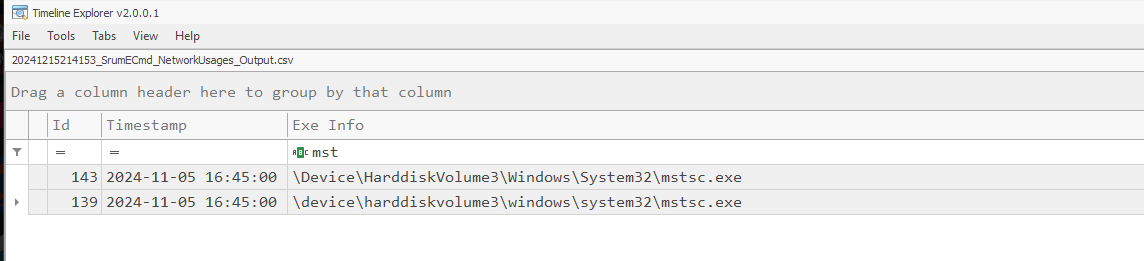 Timeline Explorer v2.0.0.1
File Tools Tabs View Help
20241215214153_SrumECmd_NetworkUsages_Output.csv
Drag a column header here to group by that column
Id Timestamp Exe Info
= = ABC mst
143 2024-11-05 16:45:00 \Device\HarddiskVolume3\Windows\System32\mstsc.exe
139 2024-11-05 16:45:00 \device\harddiskvolume3\windows\system32\mstsc.exe